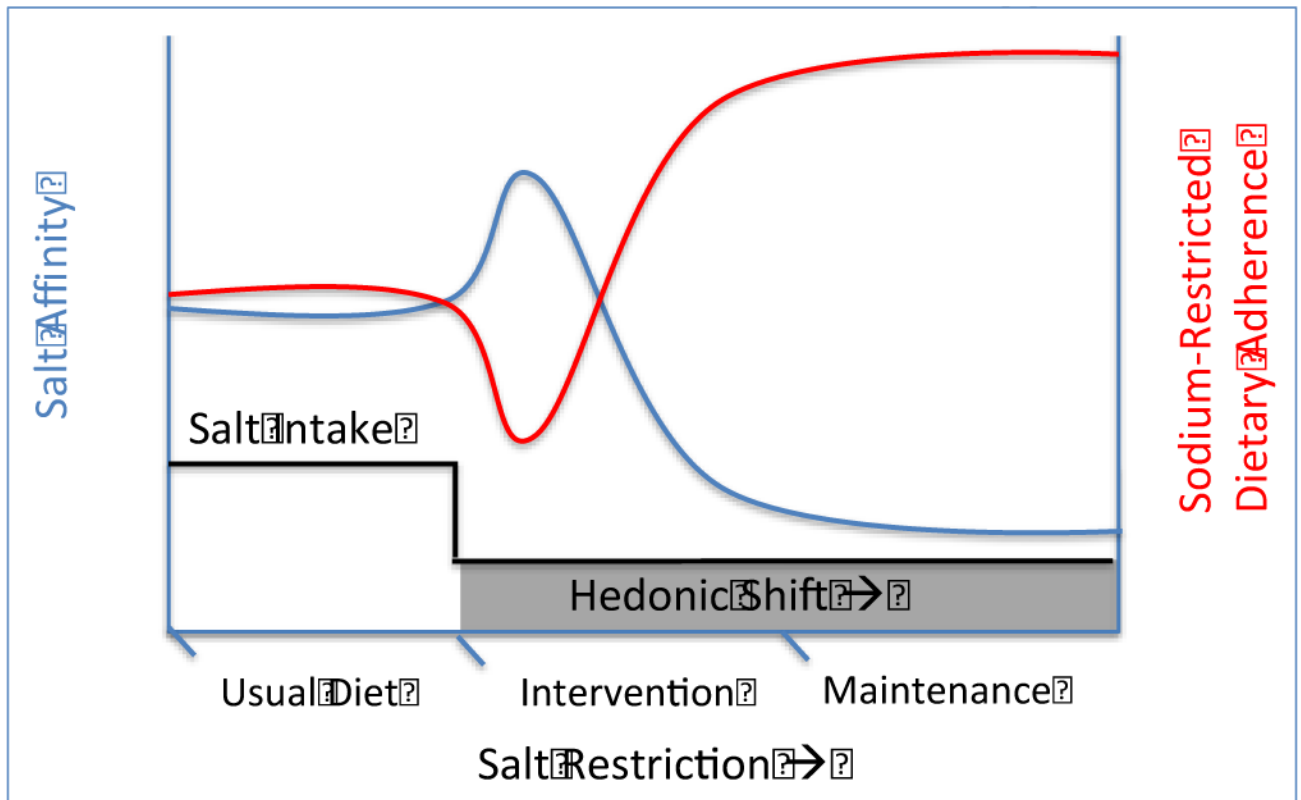 Salt Affinity
Sodium-Restricted
Dietary Adherence
Salt Intake
Hedonic Shift →
Usual Diet
Intervention
Maintenance
Salt Restriction →